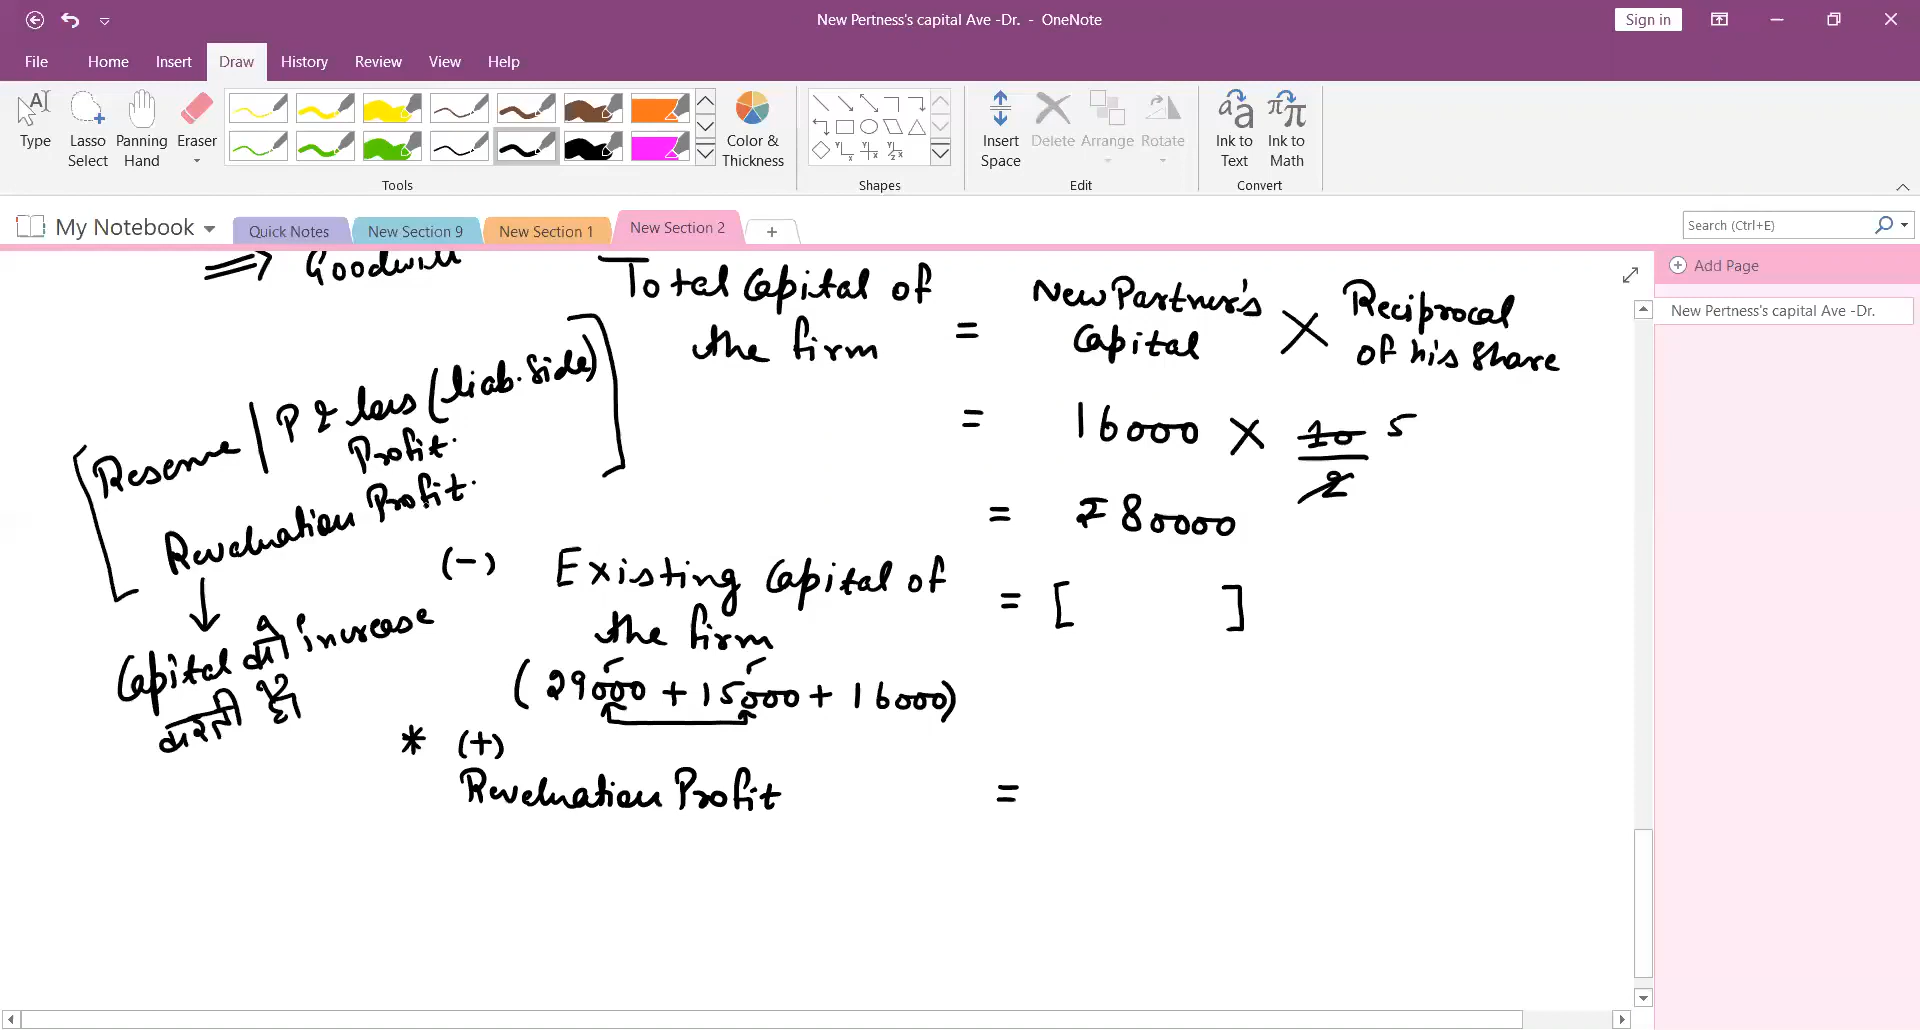 New Pertness's capital Ave -Dr. - OneNote
Sign in
File Home Insert Draw History Review View Help
Type
Lasso Select
Panning Hand
Eraser
Color & Thickness
Insert Space
Delete
Arrange
Rotate
Ink to Text
Ink to Math
Tools
Shapes
Edit
Convert
My Notebook
Quick Notes
New Section 9
New Section 1
New Section 2
Search (Ctrl+E)
Add Page
New Pertness's capital Ave -Dr.
⇒ Goodwill
Total Capital of the firm = New Partner's Capital × Reciprocal of his share
= 16000 × 10/2 5
= ₹80000
[Reserve | P & loss (liab. side)
Profit.
Revaluation Profit.
↓
Capital को increase
करती है
(-) Existing Capital of the firm = [ ]
(29000 + 15000 + 16000)
* (+)
Revaluation Profit =